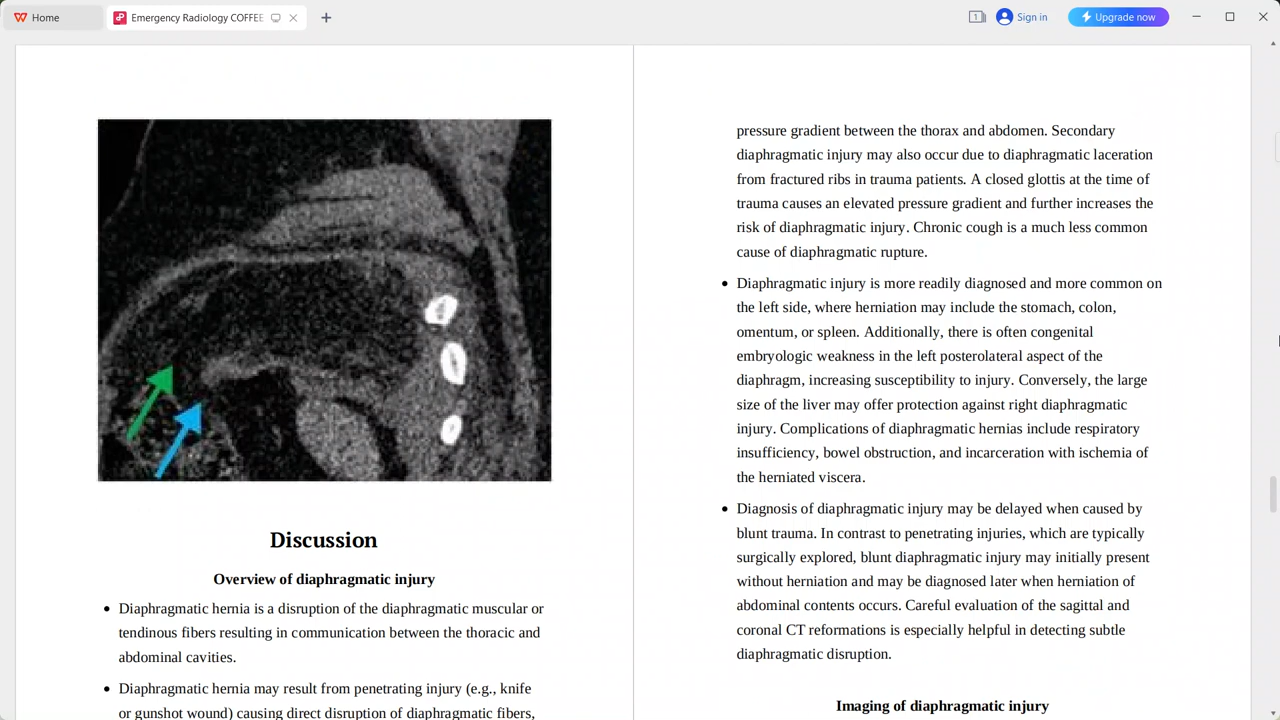 Home
Emergency Radiology COFFEE
1
Sign in
Upgrade now
Discussion
Overview of diaphragmatic injury
• Diaphragmatic hernia is a disruption of the diaphragmatic muscular or
tendinous fibers resulting in communication between the thoracic and
abdominal cavities.
• Diaphragmatic hernia may result from penetrating injury (e.g., knife
or gunshot wound) causing direct disruption of diaphragmatic fibers,
pressure gradient between the thorax and abdomen. Secondary
diaphragmatic injury may also occur due to diaphragmatic laceration
from fractured ribs in trauma patients. A closed glottis at the time of
trauma causes an elevated pressure gradient and further increases the
risk of diaphragmatic injury. Chronic cough is a much less common
cause of diaphragmatic rupture.
• Diaphragmatic injury is more readily diagnosed and more common on
the left side, where herniation may include the stomach, colon,
omentum, or spleen. Additionally, there is often congenital
embryologic weakness in the left posterolateral aspect of the
diaphragm, increasing susceptibility to injury. Conversely, the large
size of the liver may offer protection against right diaphragmatic
injury. Complications of diaphragmatic hernias include respiratory
insufficiency, bowel obstruction, and incarceration with ischemia of
the herniated viscera.
• Diagnosis of diaphragmatic injury may be delayed when caused by
blunt trauma. In contrast to penetrating injuries, which are typically
surgically explored, blunt diaphragmatic injury may initially present
without herniation and may be diagnosed later when herniation of
abdominal contents occurs. Careful evaluation of the sagittal and
coronal CT reformations is especially helpful in detecting subtle
diaphragmatic disruption.
Imaging of diaphragmatic injury